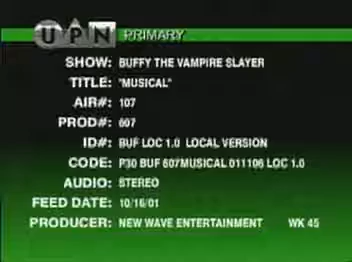 UPN PRIMARY
SHOW: BUFFY THE VAMPIRE SLAYER
TITLE: "MUSICAL"
AIR#: 107
PROD#: 607
ID#: BUF LOC 1.0 LOCAL VERSION
CODE: P30 BUF 607MUSICAL 011106 LOC 1.0
AUDIO: STEREO
FEED DATE: 10/16/01
PRODUCER: NEW WAVE ENTERTAINMENT WK 45